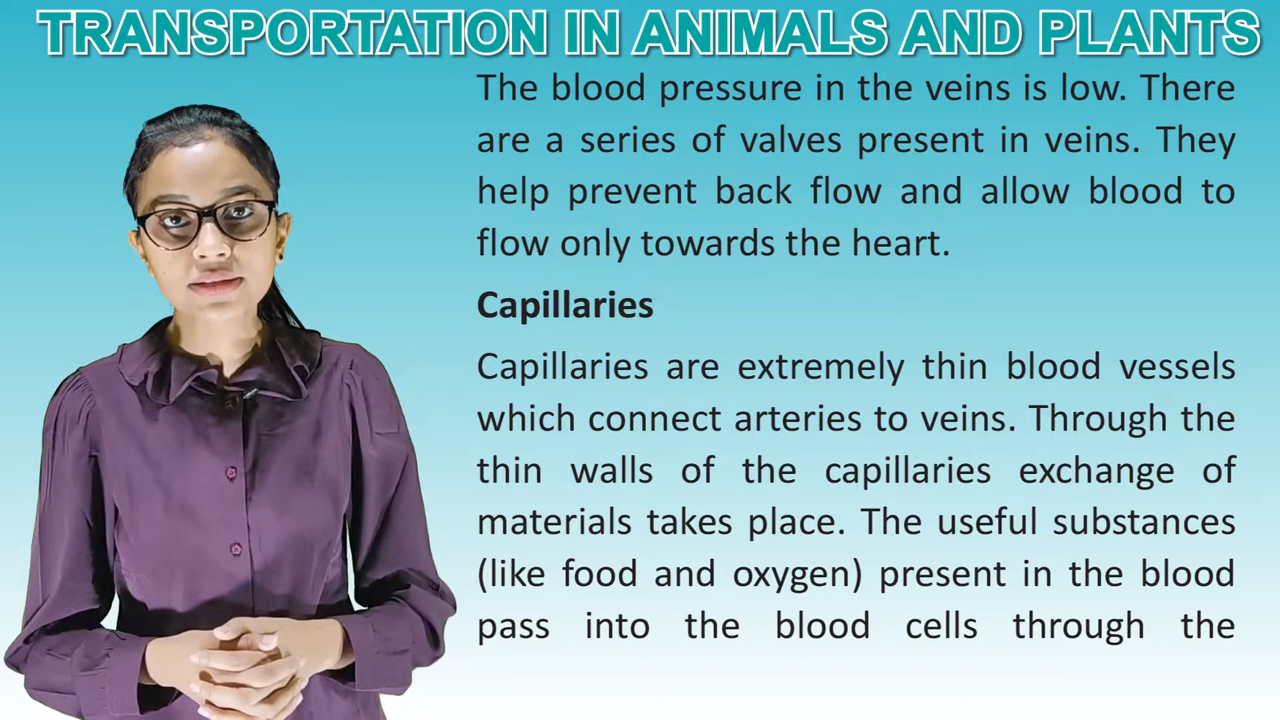 TRANSPORTATION IN ANIMALS AND PLANTS
The blood pressure in the veins is low. There
are a series of valves present in veins. They
help prevent back flow and allow blood to
flow only towards the heart.
Capillaries
Capillaries are extremely thin blood vessels
which connect arteries to veins. Through the
thin walls of the capillaries exchange of
materials takes place. The useful substances
(like food and oxygen) present in the blood
pass into the blood cells through the